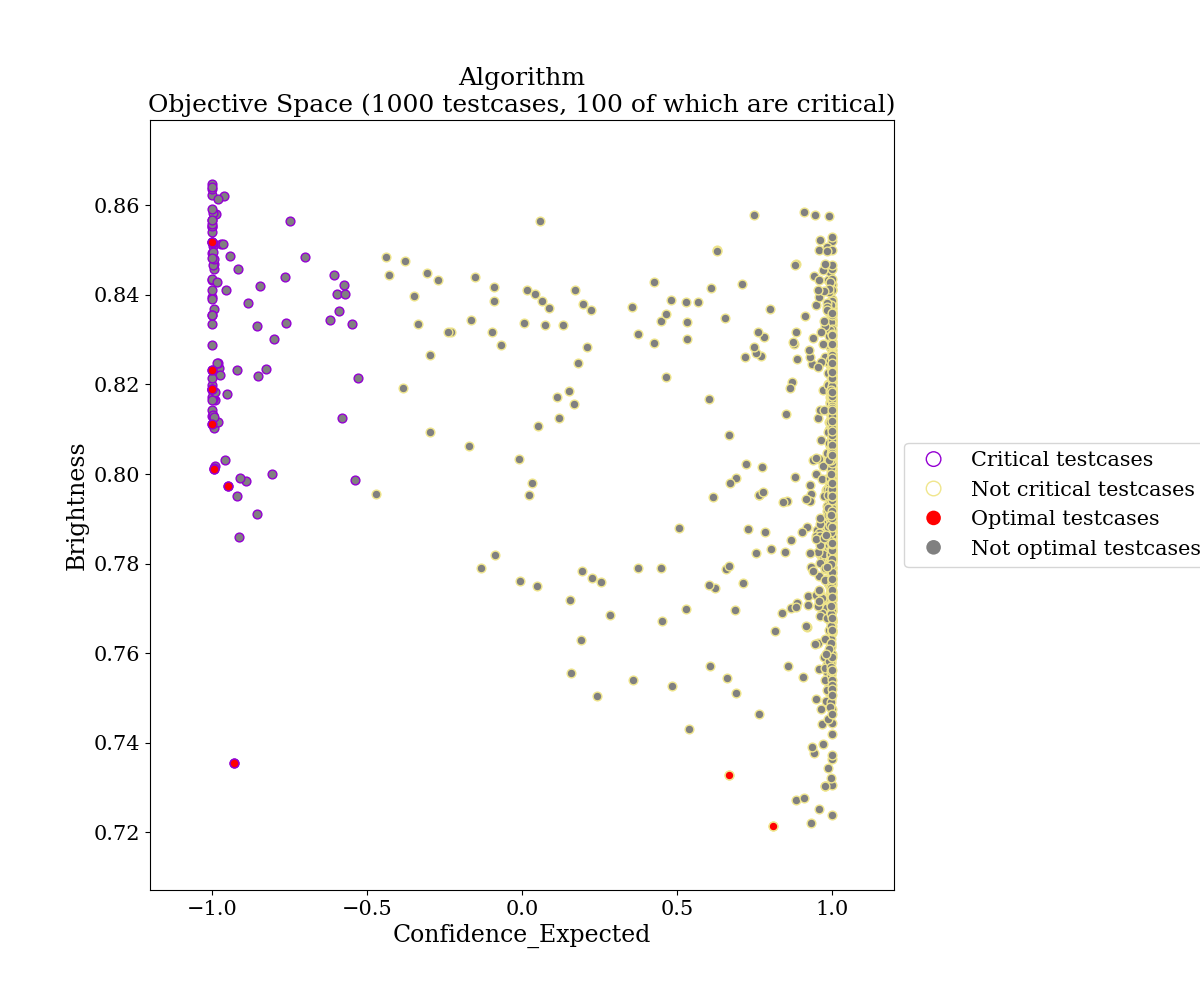 Algorithm
Objective Space (1000 testcases, 100 of which are critical)
0.86
0.84
0.82
0.80
0.78
0.76
0.74
0.72
Brightness
−1.0
−0.5
0.0
0.5
1.0
Confidence_Expected
Critical testcases
Not critical testcases
Optimal testcases
Not optimal testcases